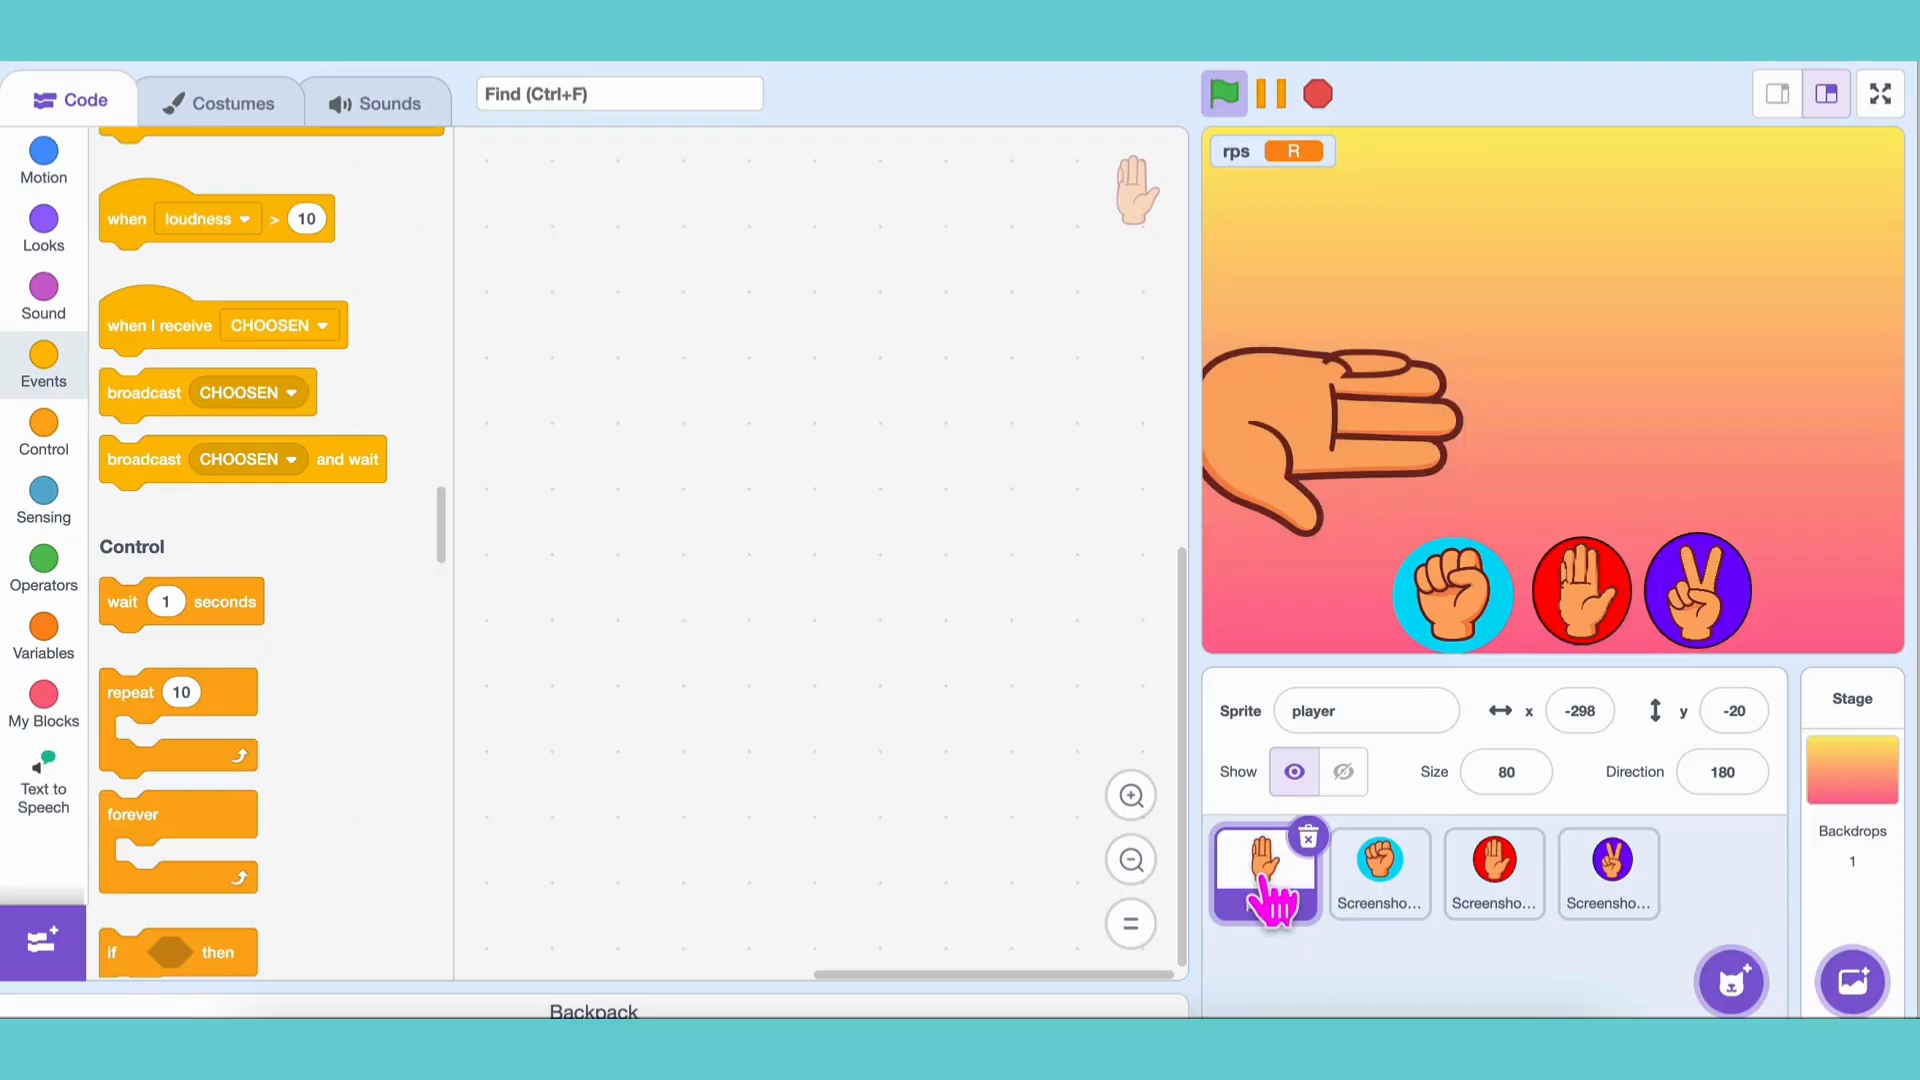 Code
Costumes
Sounds
Find (Ctrl+F)
Motion
Looks
Sound
Events
Control
Sensing
Operators
Variables
My Blocks
Text to
Speech
when loudness > 10
when I receive CHOOSEN
broadcast CHOOSEN
broadcast CHOOSEN and wait
Control
wait 1 seconds
repeat 10
forever
if then
Backpack
rps R
Sprite player x -298 y -20
Show Size 80 Direction 180
Screensho...
Screensho...
Screensho...
Stage
Backdrops
1